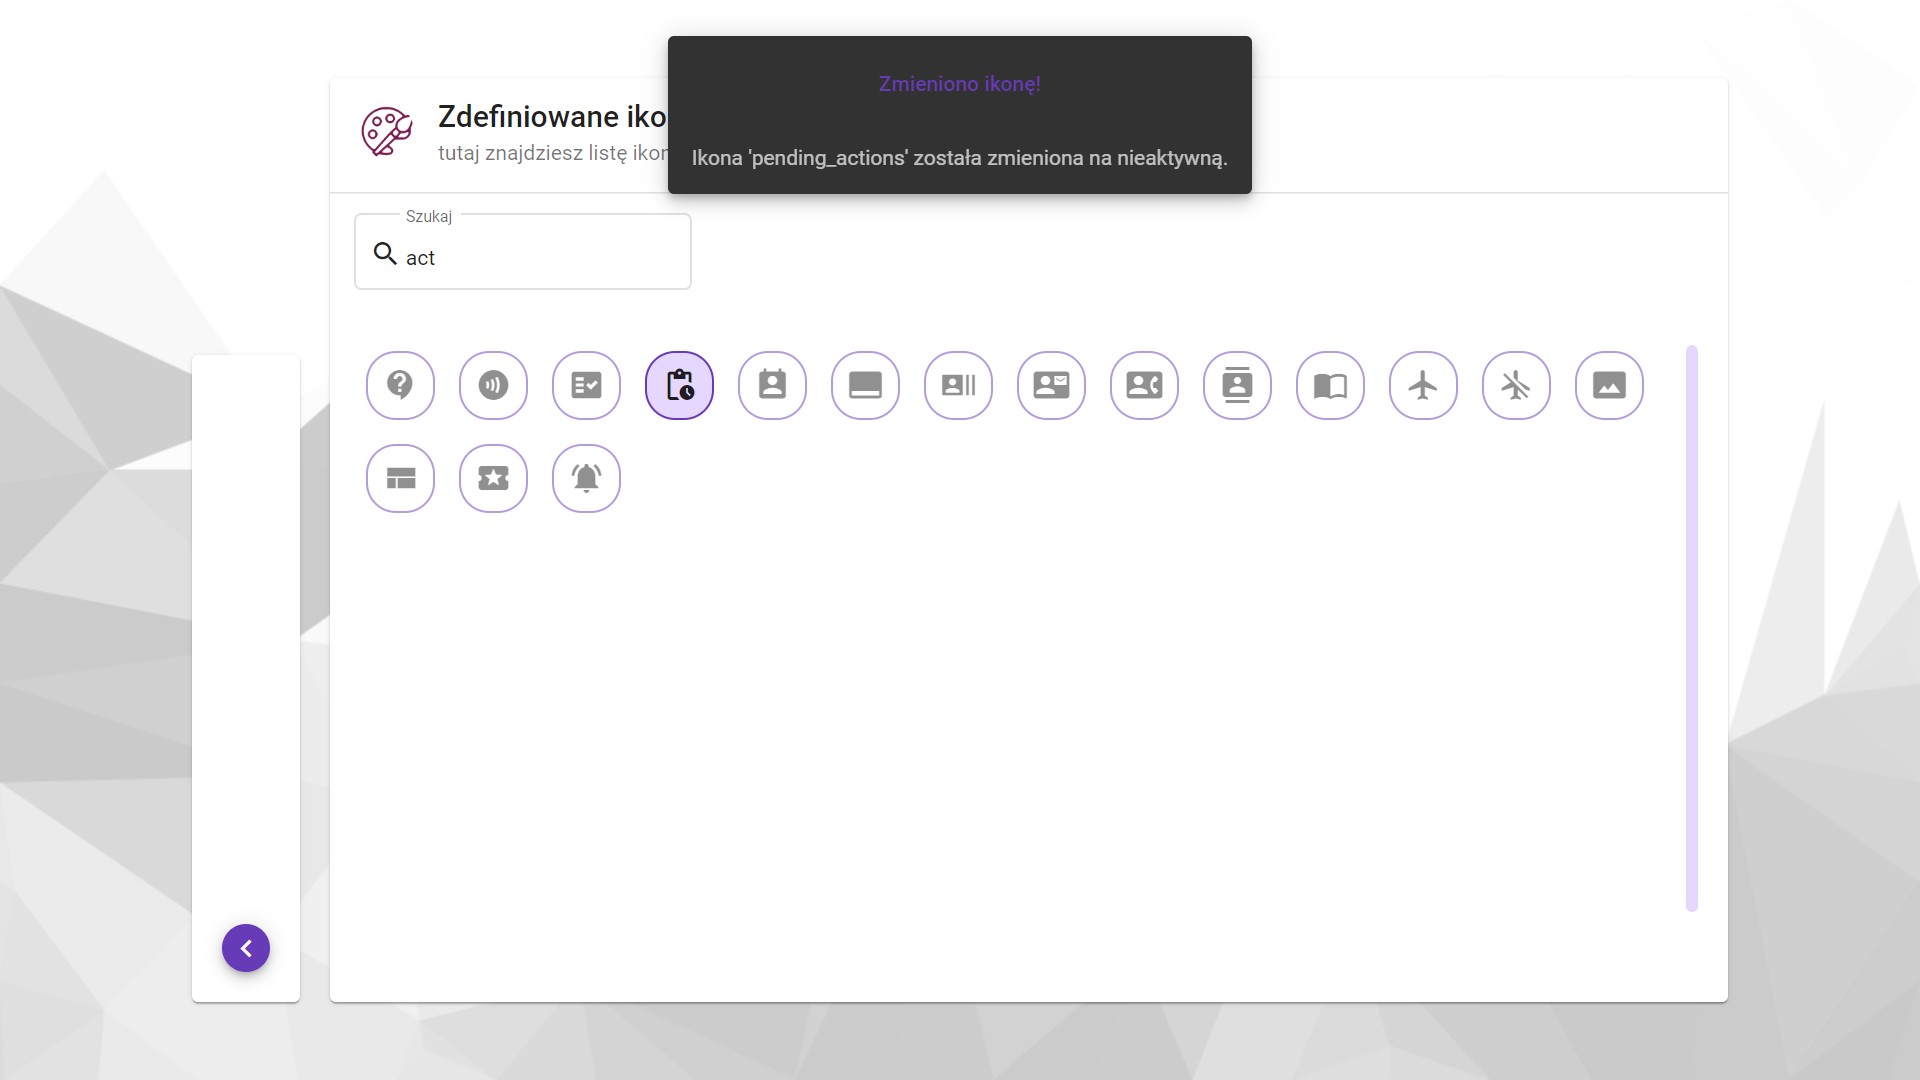 Zmieniono ikonę!
Ikona 'pending_actions' została zmieniona na nieaktywną.
Zdefiniowane iko
tutaj znajdziesz listę ikon
Szukaj
act